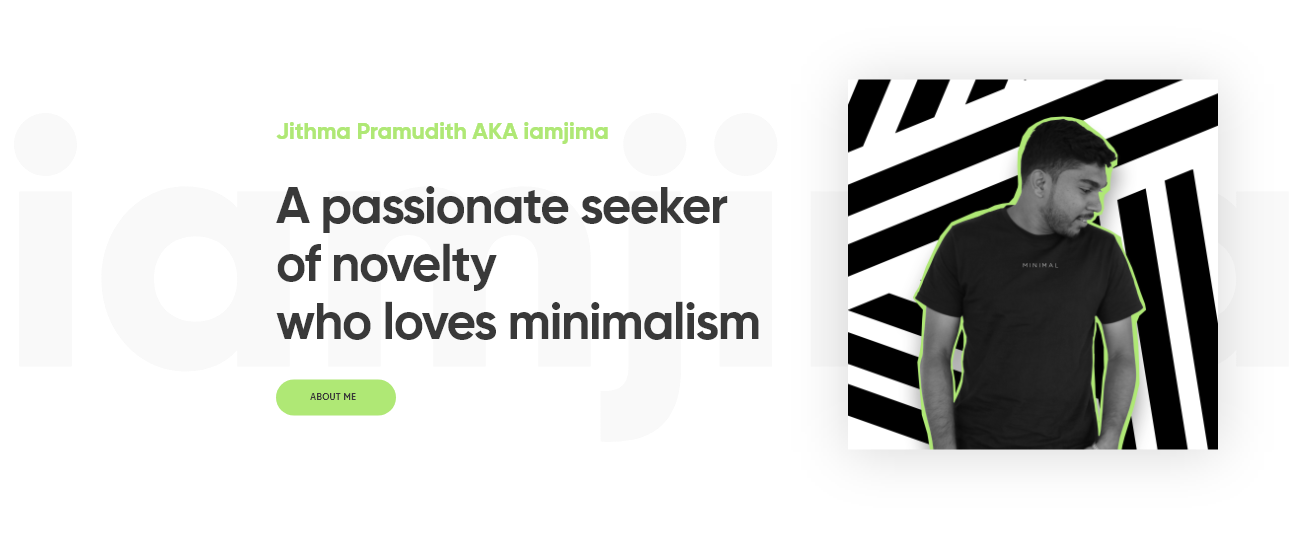 iamjima
Jithma Pramudith AKA iamjima
A passionate seeker
of novelty
who loves minimalism
ABOUT ME
MINIMAL